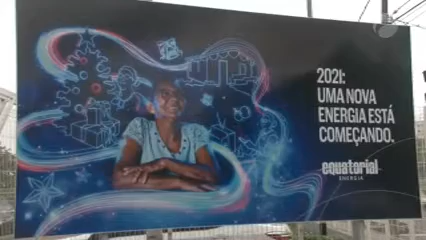 2021:
UMA NOVA
ENERGIA ESTÁ
COMEÇANDO.
equatorial
ENERGIA